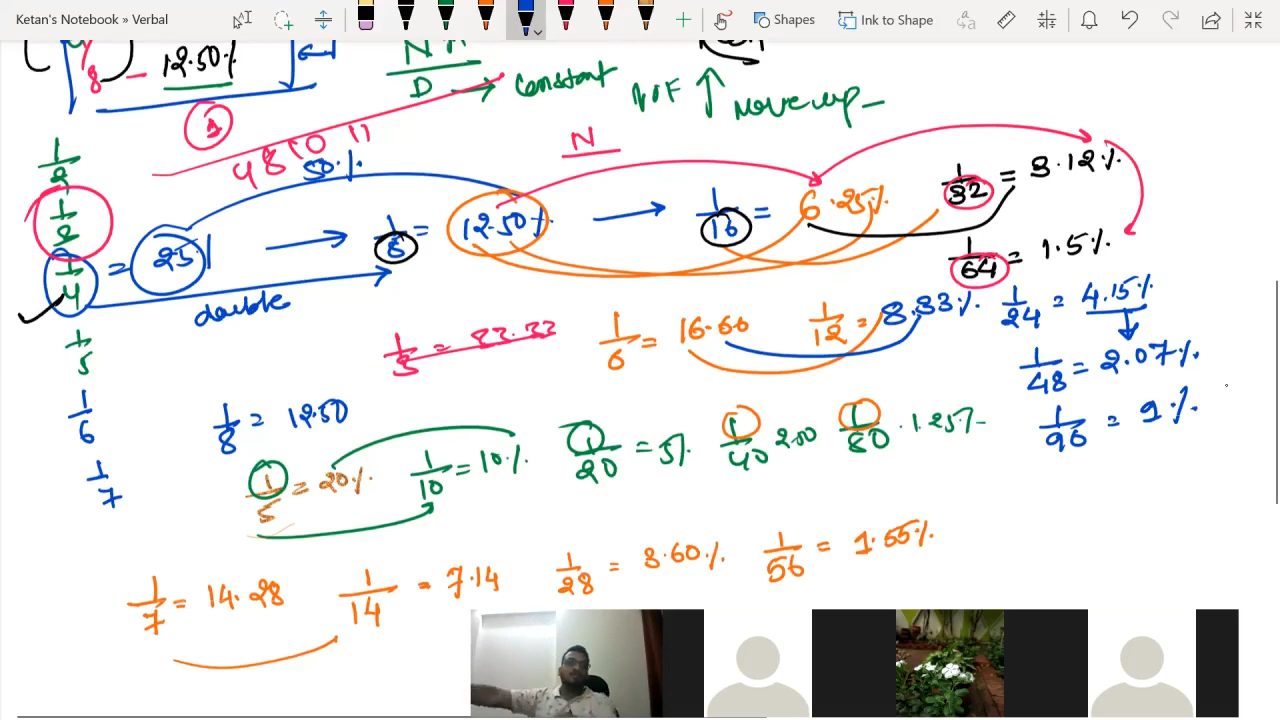 Ketan's Notebook » Verbal
Shapes
Ink to Shape
8 - 12.50%
D → Constant
Move up -
1
48
N
50%
1/2
1/2
1/4 = 25% → 1/8 = 12.50% → 1/16 = 6.25%
1/32 = 3.12%
1/64 = 1.5%
double
1/5
1/3 = 33.33
1/6 = 16.66
1/12 = 8.33%
1/24 = 4.15%
1/48 = 2.07%
1/96 = 1%
1/6
1/8 = 12.50
1/7
1/5 = 20%
1/10 = 10%
1/20 = 5%
1/40 2.00
1/80 . 1.25%
1/7 = 14.28
1/14 = 7.14
1/28 = 3.60%
1/56 = 1.55%